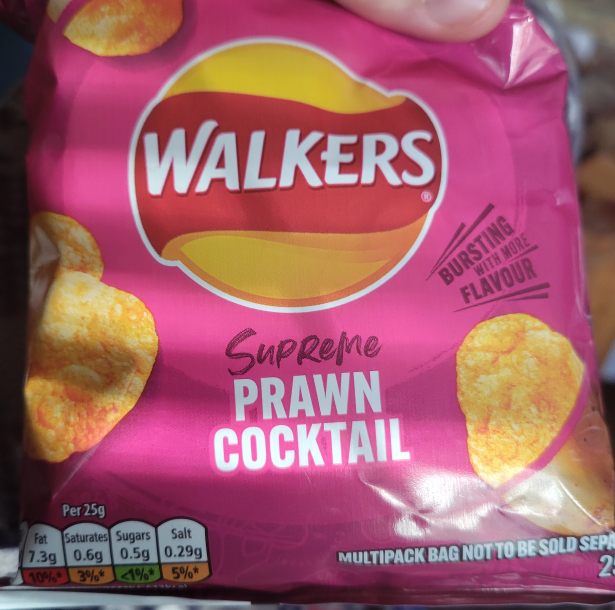 WALKERS
®
BURSTING
WITH MORE
FLAVOUR
Supreme
PRAWN
COCKTAIL
Per 25g
Fat Saturates Sugars Salt
7.3g 0.6g 0.5g 0.29g
10%* 3%* <1%* 5%*
MULTIPACK BAG NOT TO BE SOLD